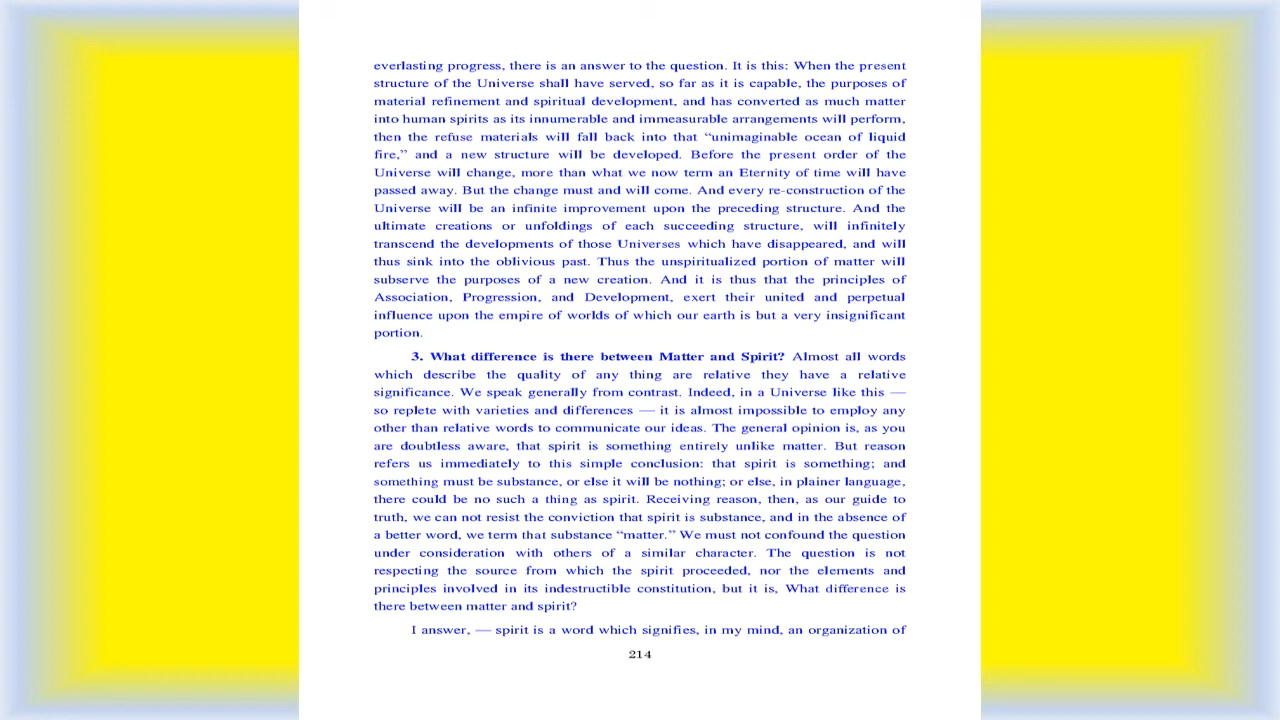 everlasting progress, there is an answer to the question. It is this: When the present
structure of the Universe shall have served, so far as it is capable, the purposes of
material refinement and spiritual development, and has converted as much matter
into human spirits as its innumerable and immeasurable arrangements will perform,
then the refuse materials will fall back into that “unimaginable ocean of liquid
fire,” and a new structure will be developed. Before the present order of the
Universe will change, more than what we now term an Eternity of time will have
passed away. But the change must and will come. And every re-construction of the
Universe will be an infinite improvement upon the preceding structure. And the
ultimate creations or unfoldings of each succeeding structure, will infinitely
transcend the developments of those Universes which have disappeared, and will
thus sink into the oblivious past. Thus the unspiritualized portion of matter will
subserve the purposes of a new creation. And it is thus that the principles of
Association, Progression, and Development, exert their united and perpetual
influence upon the empire of worlds of which our earth is but a very insignificant
portion.
3. What difference is there between Matter and Spirit? Almost all words
which describe the quality of any thing are relative they have a relative
significance. We speak generally from contrast. Indeed, in a Universe like this —
so replete with varieties and differences — it is almost impossible to employ any
other than relative words to communicate our ideas. The general opinion is, as you
are doubtless aware, that spirit is something entirely unlike matter. But reason
refers us immediately to this simple conclusion: that spirit is something; and
something must be substance, or else it will be nothing; or else, in plainer language,
there could be no such a thing as spirit. Receiving reason, then, as our guide to
truth, we can not resist the conviction that spirit is substance, and in the absence of
a better word, we term that substance “matter.” We must not confound the question
under consideration with others of a similar character. The question is not
respecting the source from which the spirit proceeded, nor the elements and
principles involved in its indestructible constitution, but it is, What difference is
there between matter and spirit?
I answer, — spirit is a word which signifies, in my mind, an organization of
214